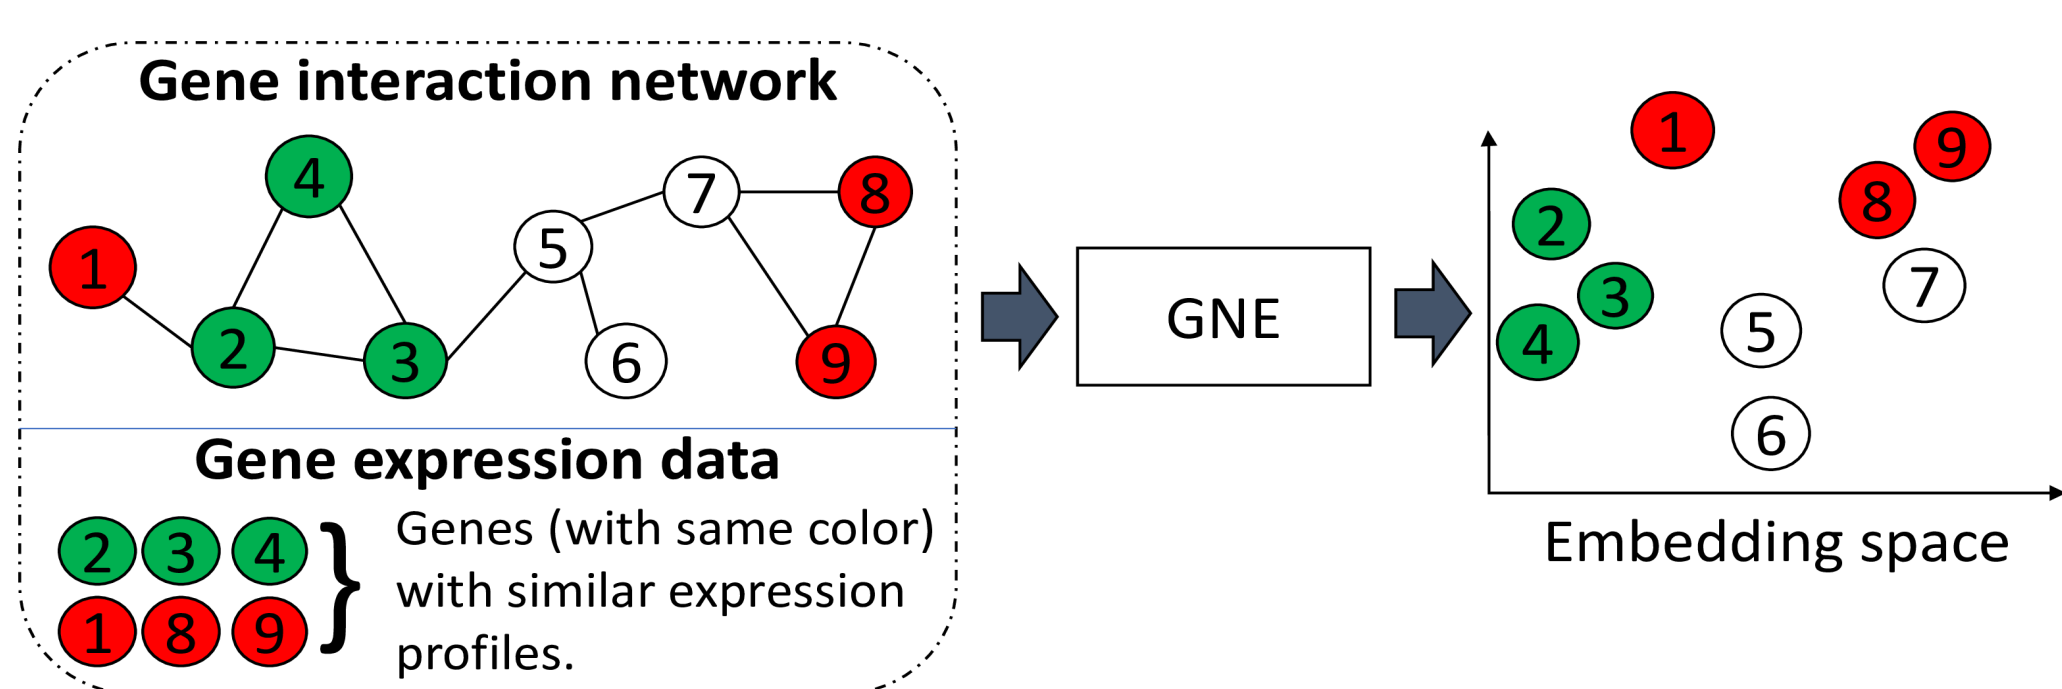 Gene interaction network
4
7
8
1
5
2
3
6
9
Gene expression data
2 3 4
1 8 9
}
Genes (with same color)
with similar expression
profiles.
GNE
1
9
8
2
7
3
5
4
6
Embedding space